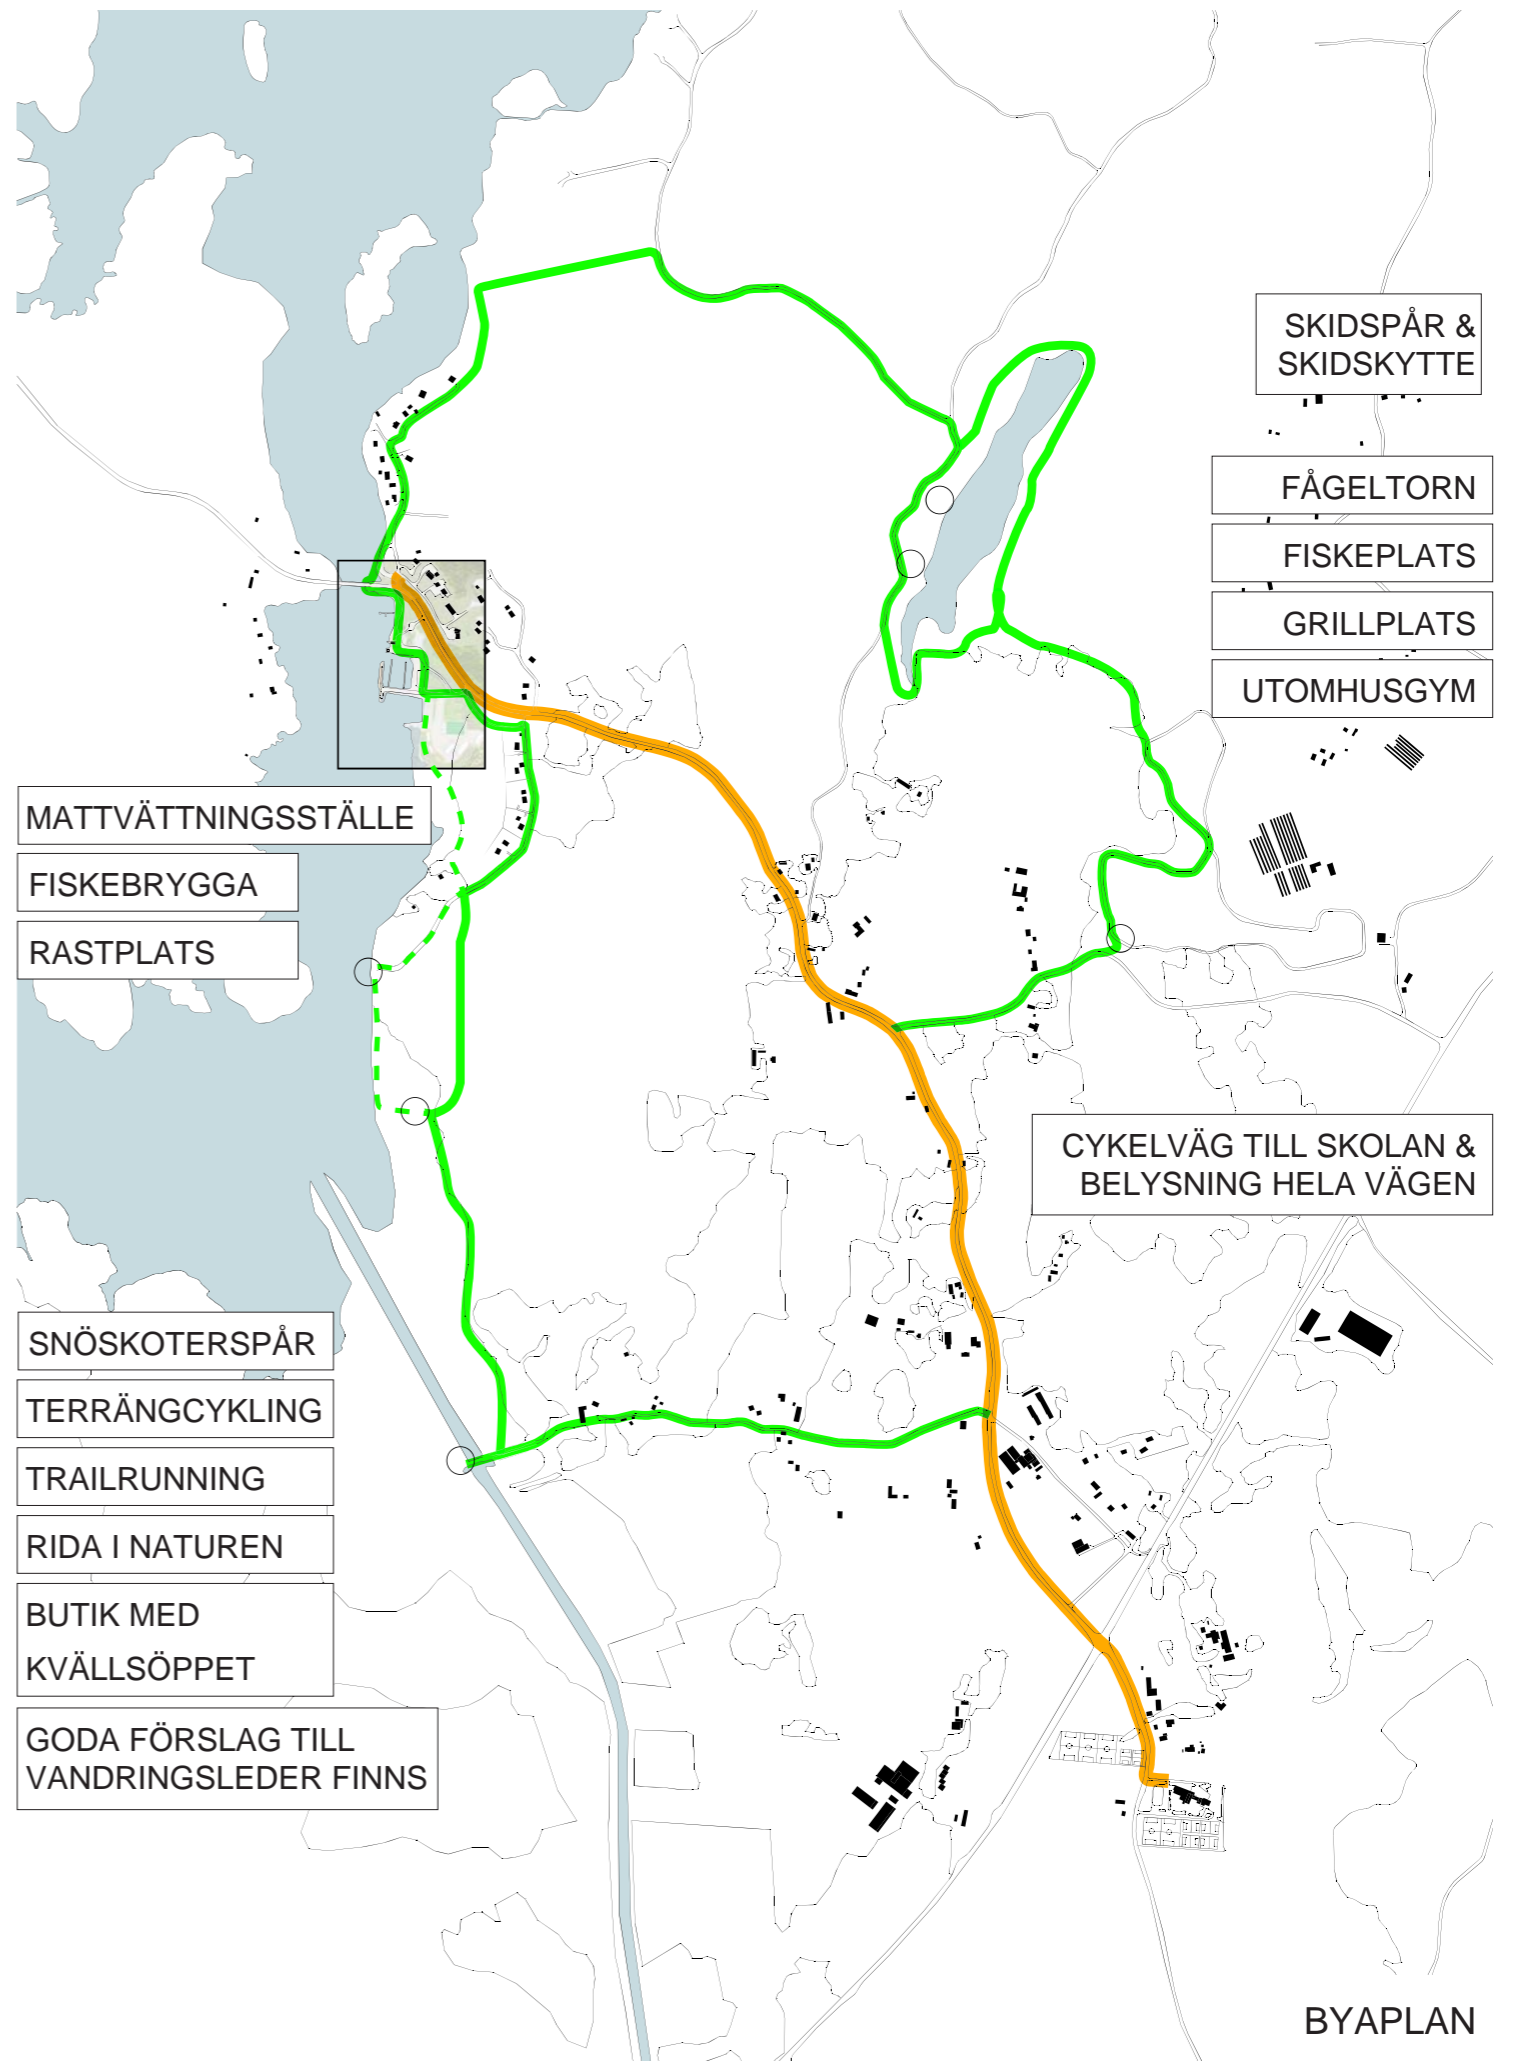 SKIDSPÅR &
SKIDSKYTTE
FÅGELTORN
FISKEPLATS
GRILLPLATS
UTOMHUSGYM
MATTVÄTTNINGSSTÄLLE
FISKEBRYGGA
RASTPLATS
CYKELVÄG TILL SKOLAN &
BELYSNING HELA VÄGEN
SNÖSKOTERSPÅR
TERRÄNGCYKLING
TRAILRUNNING
RIDA I NATUREN
BUTIK MED
KVÄLLSÖPPET
GODA FÖRSLAG TILL
VANDRINGSLEDER FINNS
BYAPLAN